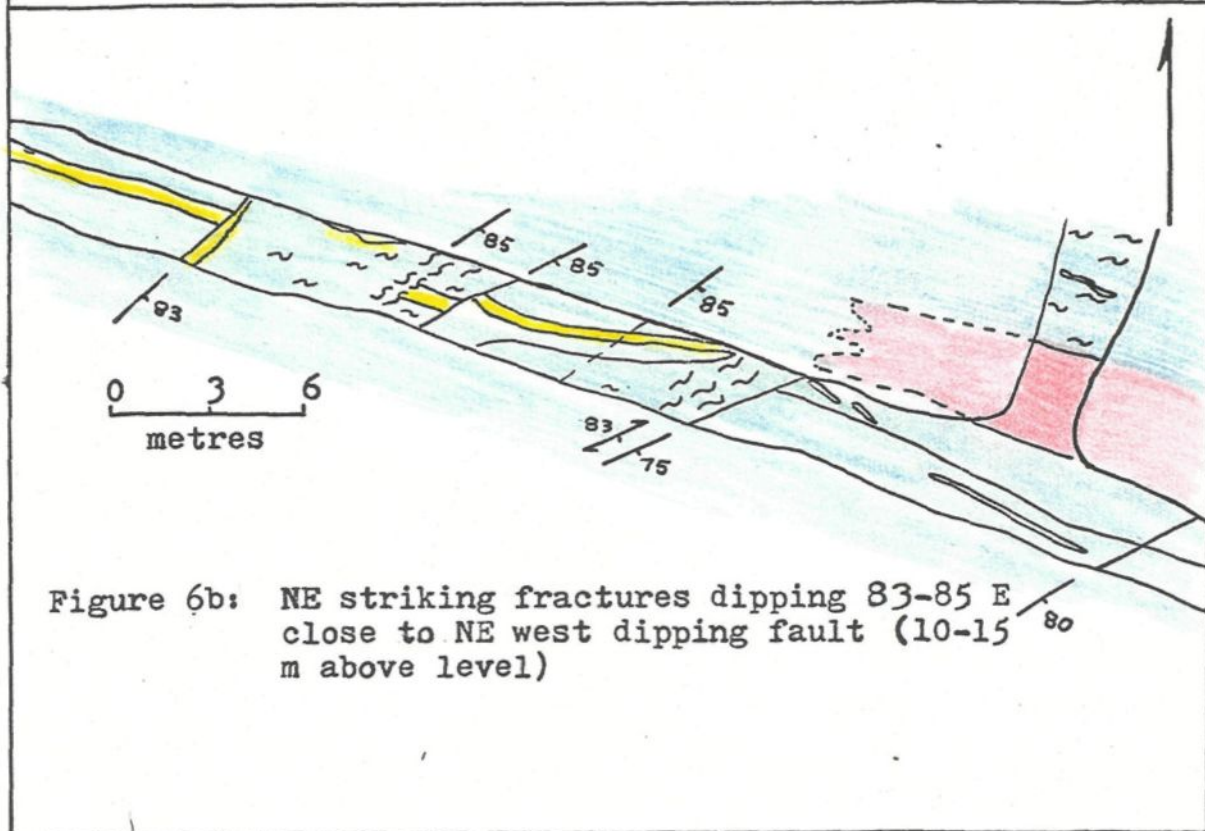 85
85
85
83
0 3 6
metres
83
75
Figure 6b: NE striking fractures dipping 83-85 E
close to NE west dipping fault (10-15
m above level)
80